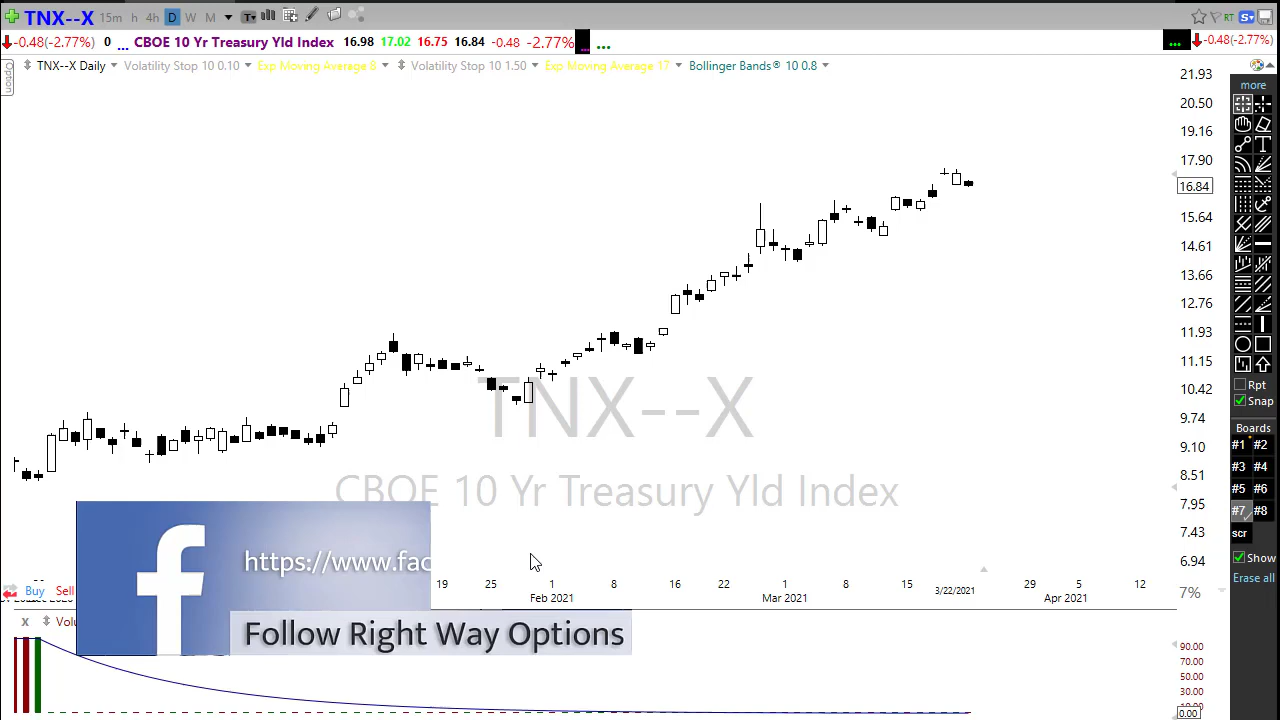 TNX--X 15m h 4h D W M T RT S
-0.48(-2.77%) 0 ... CBOE 10 Yr Treasury Yld Index 16.98 17.02 16.75 16.84 -0.48 -2.77% ... ... -0.48(-2.77%)
Option
TNX--X Daily Volatility Stop 10 0.10 Exp Moving Average 8 Volatility Stop 10 1.50 Exp Moving Average 17 Bollinger Bands® 10 0.8
21.93
20.50
19.16
17.90
16.84
15.64
14.61
13.66
12.76
11.93
11.15
10.42
9.74
9.10
8.51
7.95
7.43
6.94
7%
more
T
Rpt
Snap
Boards
#1 #2
#3 #4
#5 #6
#7 #8
scr
Show
Erase all
TNX--X
CBOE 10 Yr Treasury Yld Index
f
https://www.fac
Follow Right Way Options
Buy Sell
19 25 1 8 16 22 1 8 15 3/22/2021 29 5 12
Feb 2021 Mar 2021 Apr 2021
x Volu
90.00
70.00
50.00
30.00
10.00
0.00